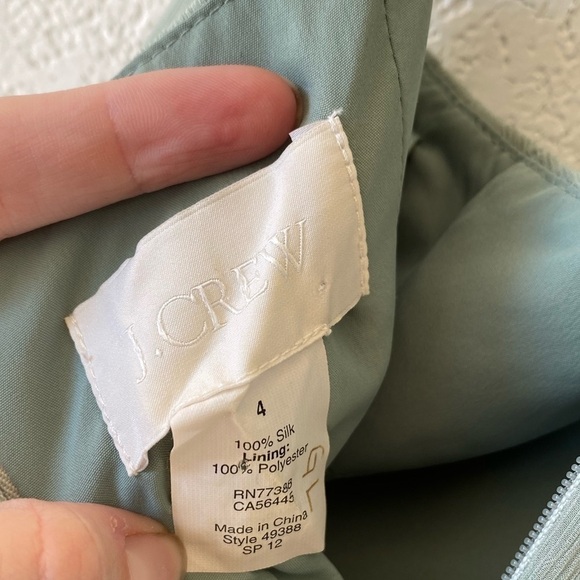 J.CREW
4
100% Silk
Lining:
100% Polyester
RN77388
CA56445
Made in China
Style 49388
SP 12